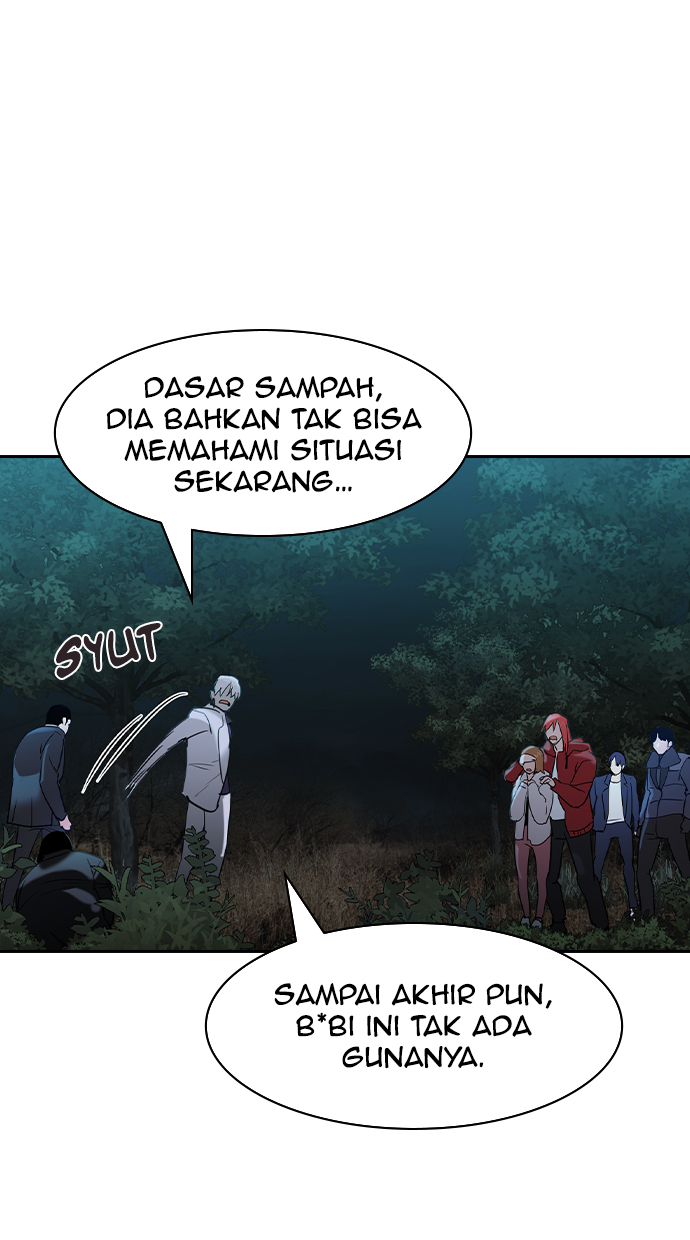 DASAR SAMPAH,
DIA BAHKAN TAK BISA
MEMAHAMI SITUASI
SEKARANG...
SYUT
SAMPAI AKHIR PUN,
B*BI INI TAK ADA
GUNANYA.